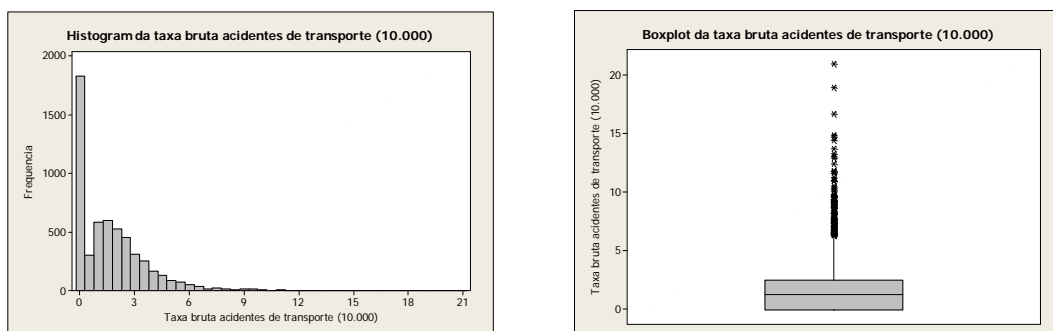 Histogram da taxa bruta acidentes de transporte (10.000)
2000
1500
1000
500
0
Frequencia
0 3 6 9 12 15 18 21
Taxa bruta acidentes de transporte (10.000)
Boxplot da taxa bruta acidentes de transporte (10.000)
20
15
10
5
0
Taxa bruta acidentes de transporte (10.000)